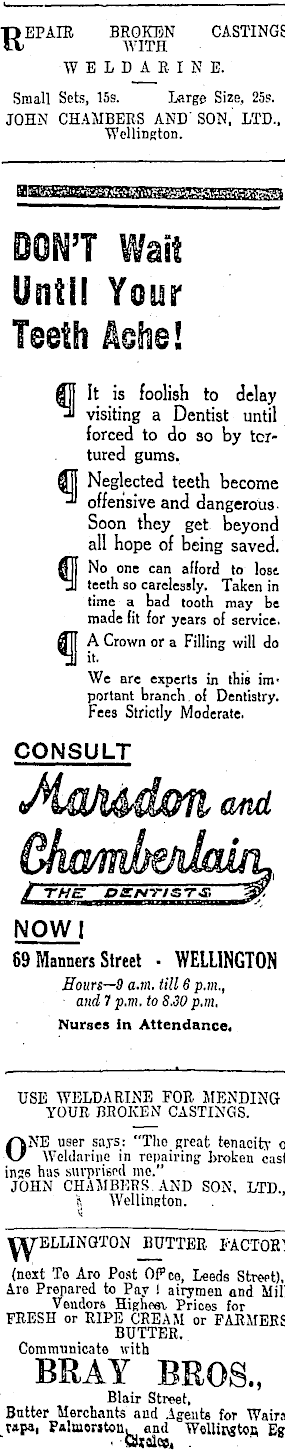 REPAIR BROKEN CASTINGS
WITH
WELDARINE.
Small Sets, 15s. Large Size, 25s.
JOHN CHAMBERS AND SON, LTD.,
Wellington.
DON'T Wait
Until Your
Teeth Ache!
¶ It is foolish to delay
visiting a Dentist until
forced to do so by tor-
tured gums.
¶ Neglected teeth become
offensive and dangerous.
Soon they get beyond
all hope of being saved.
¶ No one can afford to lose
teeth so carelessly. Taken in
time a bad tooth may be
made fit for years of service.
¶ A Crown or a Filling will do
it.
We are experts in this im-
portant branch of Dentistry.
Fees Strictly Moderate.
CONSULT
Marsdon and
Chamberlain
THE DENTISTS
NOW!
69 Manners Street - WELLINGTON
Hours—9 a.m. till 6 p.m.,
and 7 p.m. to 8.30 p.m.
Nurses in Attendance.
USE WELDARINE FOR MENDING
YOUR BROKEN CASTINGS.
ONE user says: "The great tenacity o
Weldarine in repairing broken cast
ings has surprised me."
JOHN CHAMBERS AND SON, LTD.,
Wellington.
WELLINGTON BUTTER FACTORY
(next Te Aro Post Office, Leeds Street),
Are Prepared to Pay airymen and Mil
Vendors Highest Prices for
FRESH or RIPE CREAM or FARMERS
BUTTER.
Communicate with
BRAY BROS.,
Blair Street,
Butter Merchants and Agents for Waira
rapa, Palmerston, and Wellington Eg
Circles.